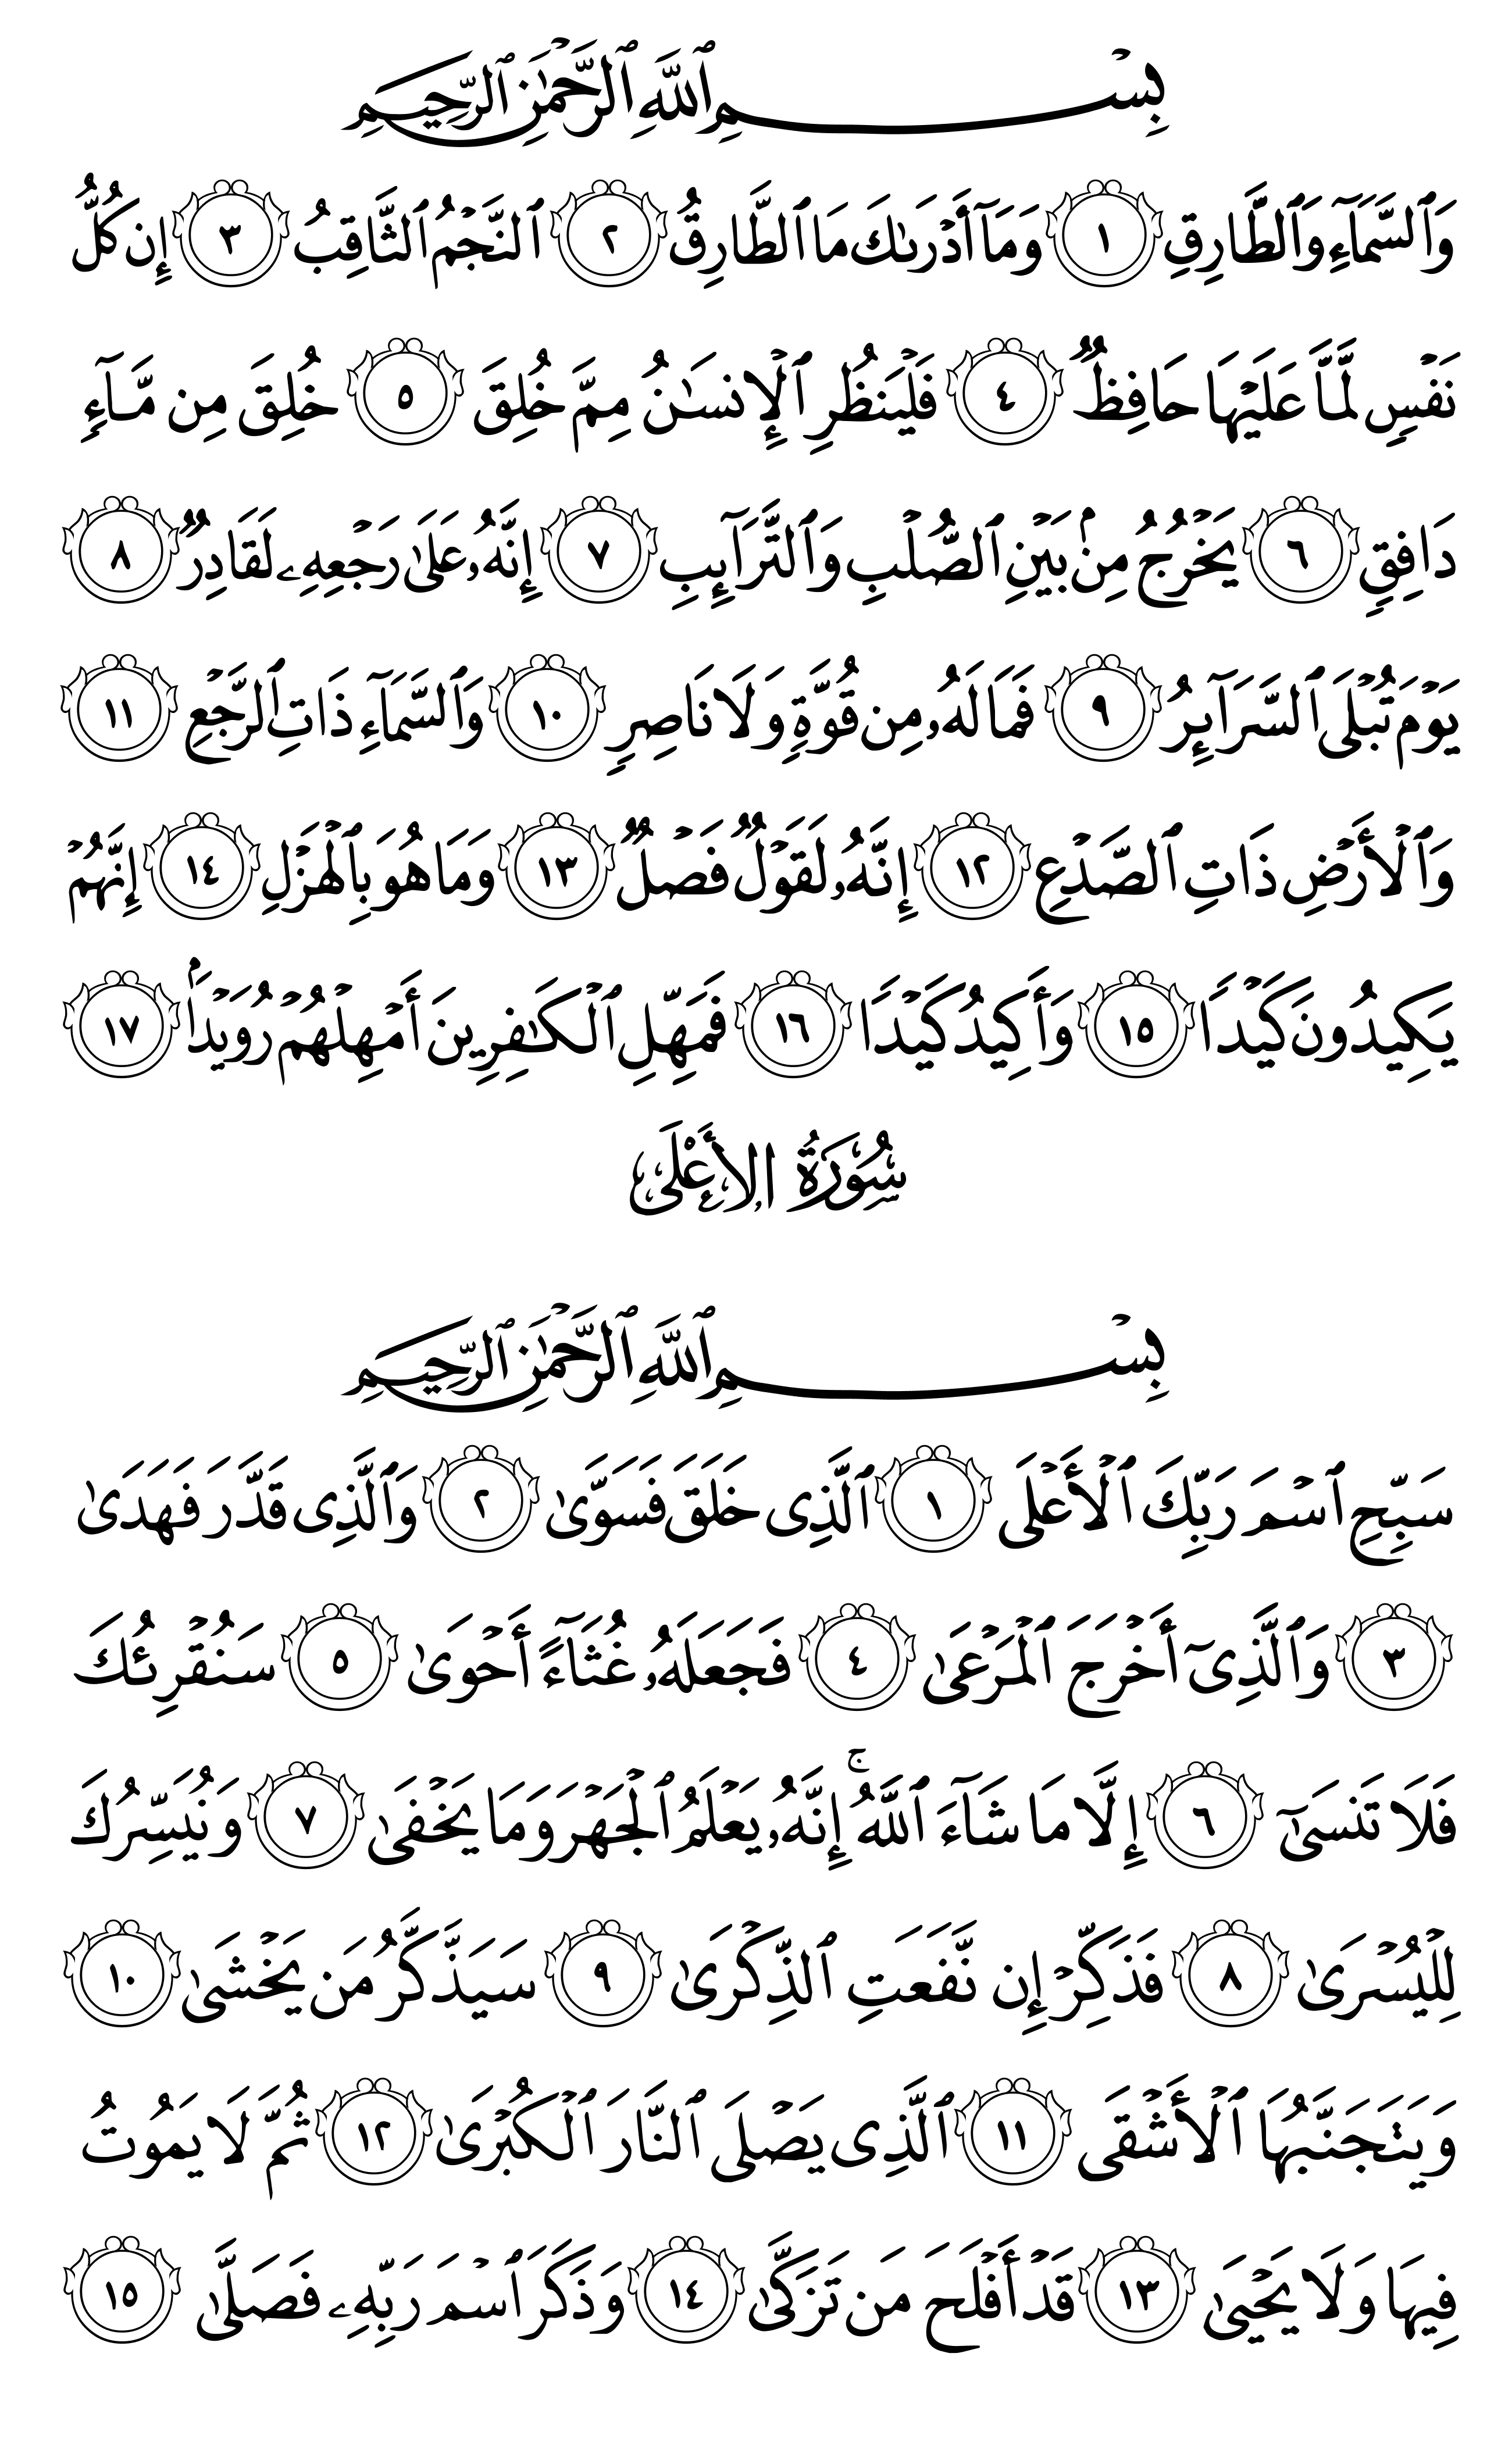 بِسْمِ ٱللَّهِ ٱلرَّحْمَٰنِ ٱلرَّحِيمِ
وَٱلسَّمَآءِ وَٱلطَّارِقِ ١ وَمَآ أَدْرَىٰكَ مَا ٱلطَّارِقُ ٢ ٱلنَّجْمُ ٱلثَّاقِبُ ٣ إِن كُلُّ
نَفْسٍ لَّمَّا عَلَيْهَا حَافِظٌ ٤ فَلْيَنظُرِ ٱلْإِنسَٰنُ مِمَّ خُلِقَ ٥ خُلِقَ مِن مَّآءٍ
دَافِقٍ ٦ يَخْرُجُ مِنۢ بَيْنِ ٱلصُّلْبِ وَٱلتَّرَآئِبِ ٧ إِنَّهُۥ عَلَىٰ رَجْعِهِۦ لَقَادِرٌ ٨
يَوْمَ تُبْلَى ٱلسَّرَآئِرُ ٩ فَمَا لَهُۥ مِن قُوَّةٍ وَلَا نَاصِرٍ ١٠ وَٱلسَّمَآءِ ذَاتِ ٱلرَّجْعِ ١١
وَٱلْأَرْضِ ذَاتِ ٱلصَّدْعِ ١٢ إِنَّهُۥ لَقَوْلٌ فَصْلٌ ١٣ وَمَا هُوَ بِٱلْهَزْلِ ١٤ إِنَّهُمْ
يَكِيدُونَ كَيْدًا ١٥ وَأَكِيدُ كَيْدًا ١٦ فَمَهِّلِ ٱلْكَٰفِرِينَ أَمْهِلْهُمْ رُوَيْدًۢا ١٧
سُورَةُ الأَعْلَىٰ
بِسْمِ ٱللَّهِ ٱلرَّحْمَٰنِ ٱلرَّحِيمِ
سَبِّحِ ٱسْمَ رَبِّكَ ٱلْأَعْلَى ١ ٱلَّذِى خَلَقَ فَسَوَّىٰ ٢ وَٱلَّذِى قَدَّرَ فَهَدَىٰ
٣ وَٱلَّذِىٓ أَخْرَجَ ٱلْمَرْعَىٰ ٤ فَجَعَلَهُۥ غُثَآءً أَحْوَىٰ ٥ سَنُقْرِئُكَ
فَلَا تَنسَىٰٓ ٦ إِلَّا مَا شَآءَ ٱللَّهُ ۚ إِنَّهُۥ يَعْلَمُ ٱلْجَهْرَ وَمَا يَخْفَىٰ ٧ وَنُيَسِّرُكَ
لِلْيُسْرَىٰ ٨ فَذَكِّرْ إِن نَّفَعَتِ ٱلذِّكْرَىٰ ٩ سَيَذَّكَّرُ مَن يَخْشَىٰ ١٠
وَيَتَجَنَّبُهَا ٱلْأَشْقَى ١١ ٱلَّذِى يَصْلَى ٱلنَّارَ ٱلْكُبْرَىٰ ١٢ ثُمَّ لَا يَمُوتُ
فِيهَا وَلَا يَحْيَىٰ ١٣ قَدْ أَفْلَحَ مَن تَزَكَّىٰ ١٤ وَذَكَرَ ٱسْمَ رَبِّهِۦ فَصَلَّىٰ ١٥